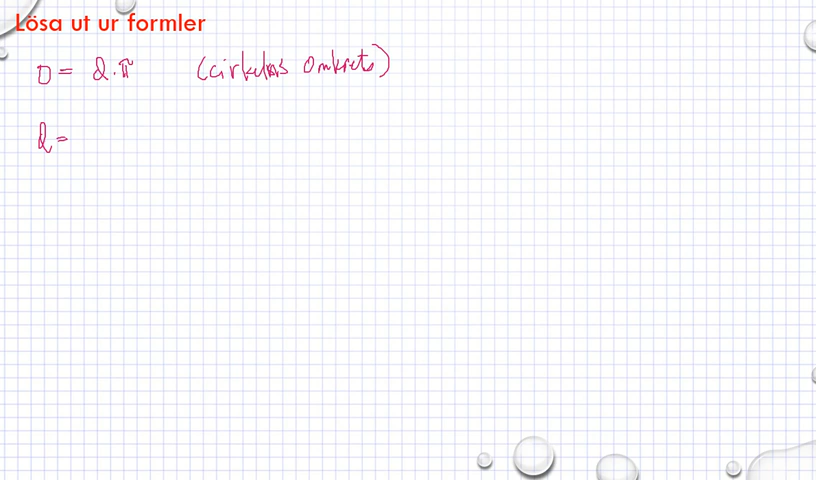 Lösa ut ur formler
O = d · π (cirkelns omkrets)
d =